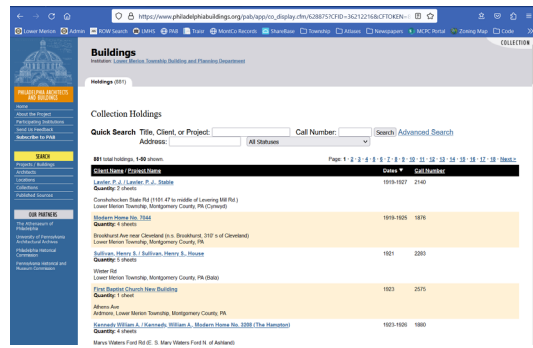 https://www.philadelphiabuildings.org/pab/app/co_display.cfm/628875?CFID=36212216&CFTOKEN=
Lower Merion Admin ROW Search LMHS PAB Tracer MontCo Records ShareBase Township Atlases Newspapers MCPC Portal Zoning Map Code
COLLECTION
Buildings
Institution: Lower Merion Township Building and Planning Department
Holdings (881)
PHILADELPHIA ARCHITECTS
AND BUILDINGS
Home
About the Project
Participating Institutions
Send Us Feedback
Subscribe to PAB
SEARCH
Projects / Buildings
Architects
Locations
Collections
Published Sources
OUR PARTNERS
The Athenaeum of
Philadelphia
University of Pennsylvania
Architectural Archives
Philadelphia Historical
Commission
Pennsylvania Historical and
Museum Commission
Collection Holdings
Quick Search Title, Client, or Project: Call Number: Search Advanced Search
Address: All Statuses
881 total holdings, 1-50 shown. Page: 1 - 2 - 3 - 4 - 5 - 6 - 7 - 8 - 9 - 10 - 11 - 12 - 13 - 14 - 15 - 16 - 17 - 18 - Next >
Client Name / Project Name Dates ▼ Call Number
Lawler, P. J. / Lawler, P. J., Stable 1919-1927 2140
Quantity: 2 sheets
Conshohocken State Rd (1101.47 to middle of Levering Mill Rd.)
Lower Merion Township, Montgomery County, PA (Cynwyd)
Modern Home No. 7044 1919-1925 1876
Quantity: 4 sheets
Brookhurst Ave near Cleveland (n.s. Brookhurst, 310' s of Cleveland)
Lower Merion Township, Montgomery County, PA
Sullivan, Henry S. / Sullivan, Henry S., House 1921 2283
Quantity: 5 sheets
Wister Rd
Lower Merion Township, Montgomery County, PA (Bala)
First Baptist Church New Building 1923 2575
Quantity: 1 sheet
Athens Ave
Ardmore, Lower Merion Township, Montgomery County, PA
Kennedy William A. / Kennedy, William A., Modern Home No. 2098 (The Hampton) 1923-1926 1880
Quantity: 4 sheets
Marys Waters Ford Rd (E. S. Mary Waters Ford N. of Ashland)